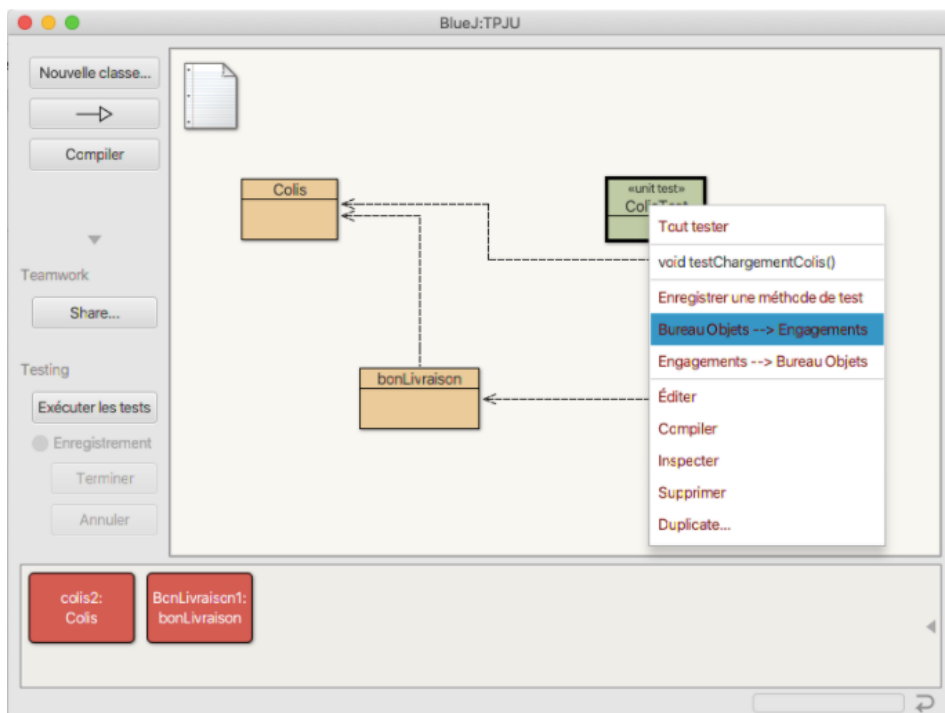 BlueJ:TPJU
Nouvelle classe...
Compiler
Teamwork
Share...
Testing
Exécuter les tests
Enregistrement
Terminer
Annuler
Colis
bonLivraison
«unit test»
ColisTest
Tout tester
void testChargementColis()
Enregistrer une méthode de test
Bureau Objets --> Engagements
Engagements --> Bureau Objets
Éditer
Compiler
Inspecter
Supprimer
Duplicate...
colis2:
Colis
BonLivraison1:
bonLivraison